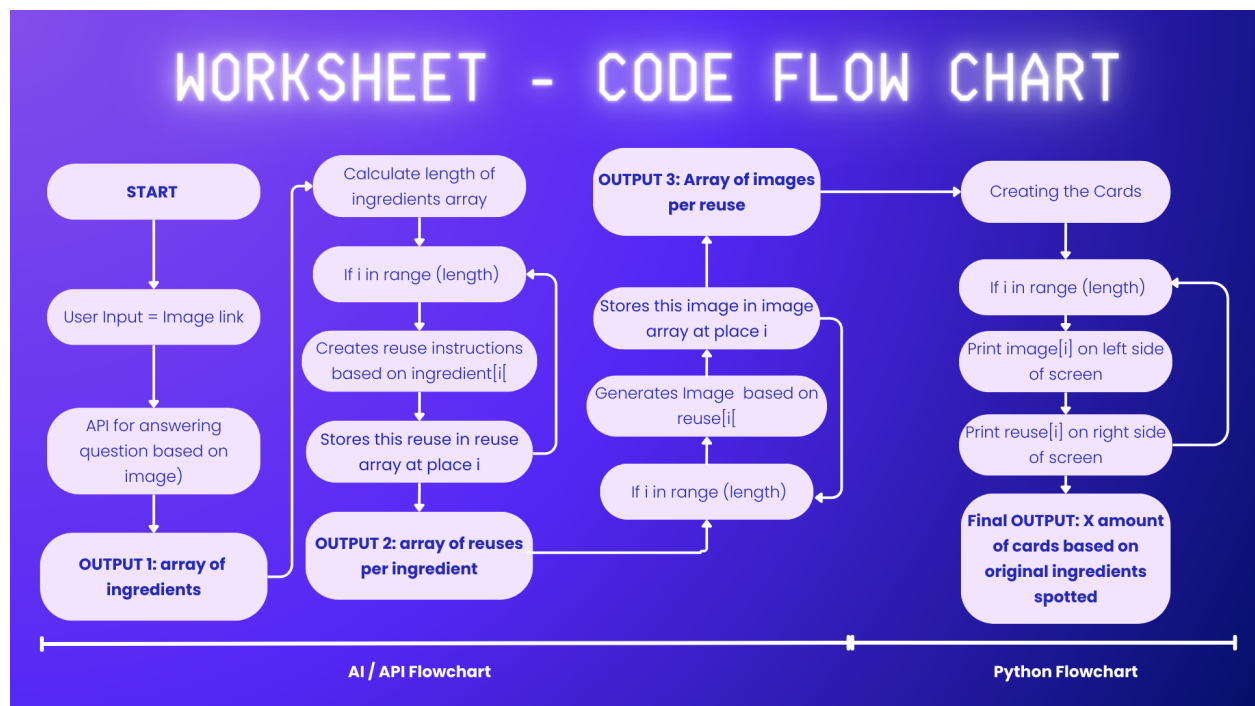 WORKSHEET - CODE FLOW CHART
START
User Input = Image link
API for answering
question based on
image)
OUTPUT 1: array of
ingredients
Calculate length of
ingredients array
If i in range (length)
Creates reuse instructions
based on ingredient[i[
Stores this reuse in reuse
array at place i
OUTPUT 2: array of reuses
per ingredient
OUTPUT 3: Array of images
per reuse
Stores this image in image
array at place i
Generates Image  based on
reuse[i[
If i in range (length)
Creating the Cards
If i in range (length)
Print image[i] on left side
of screen
Print reuse[i] on right side
of screen
Final OUTPUT: X amount
of cards based on
original ingredients
spotted
AI / API Flowchart
Python Flowchart